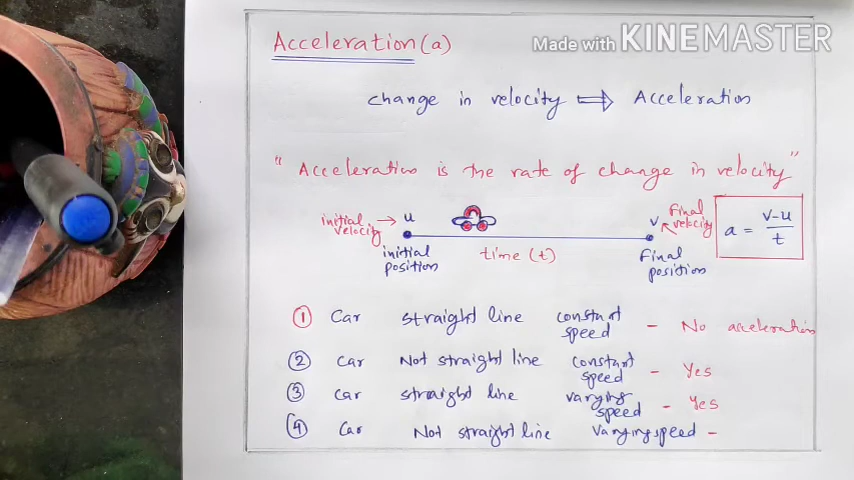 Acceleration (a)
Made with KINEMASTER
change in velocity ⟹ Acceleration
" Acceleration is the rate of change in velocity"
initial velocity → u
v ← Final velocity
a = v-u / t
initial position
time (t)
Final position
① Car straight line constant speed - No acceleration
② Car Not straight line constant speed - Yes
③ Car straight line varying speed - Yes
④ Car Not straight line varying speed -